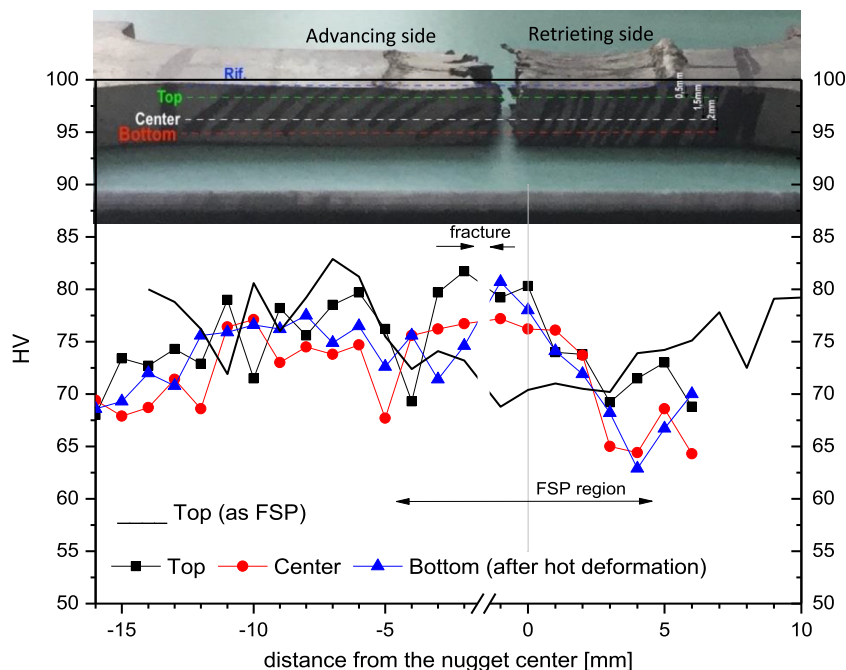 Advancing side
Retrieting side
Rif.
Top
Center
Bottom
0,5mm
1,5mm
2mm
100
95
90
85
80
75
70
65
60
55
50
100
95
90
85
80
75
70
65
60
55
50
HV
fracture
FSP region
Top (as FSP)
Top
Center
Bottom (after hot deformation)
-15
-10
-5
0
5
10
distance from the nugget center [mm]